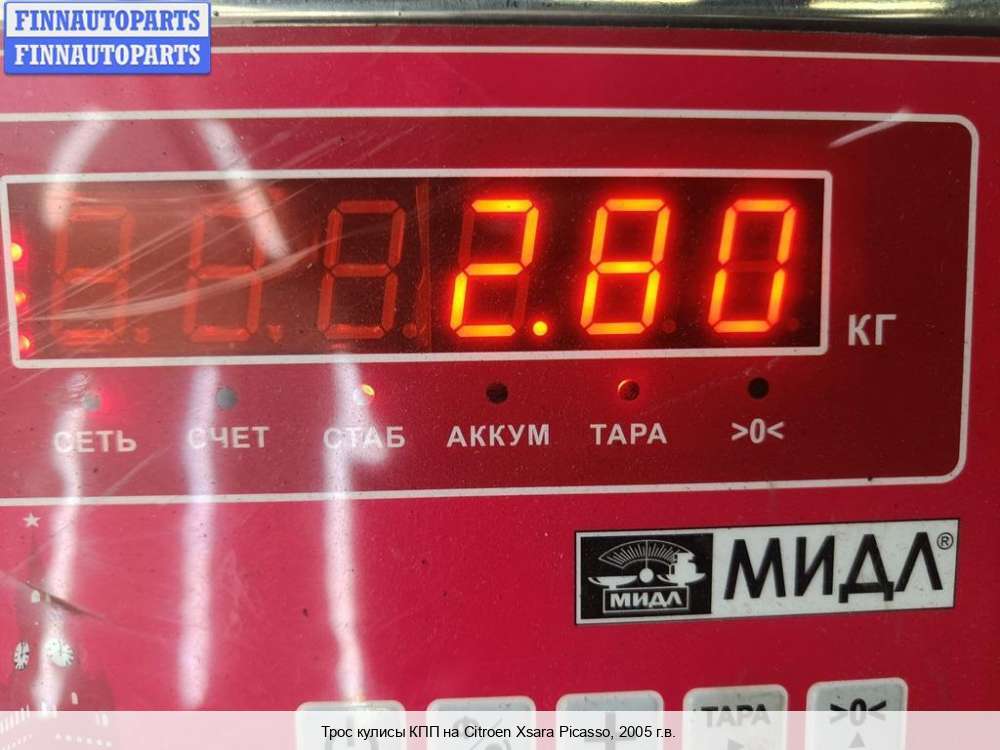 FINNAUTOPARTS
FINNAUTOPARTS
2.80
КГ
СЕТЬ СЧЕТ СТАБ АККУМ ТАРА >0<
МИДЛ МИДЛ®
+ ТАРА >0<
Трос кулисы КПП на Citroen Xsara Picasso, 2005 г.в.